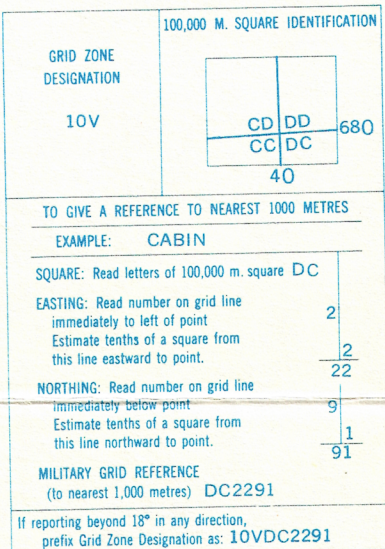 GRID ZONE
DESIGNATION
10V
100,000 M. SQUARE IDENTIFICATION
CD DD
680
CC DC
40
TO GIVE A REFERENCE TO NEAREST 1000 METRES
EXAMPLE: CABIN
SQUARE: Read letters of 100,000 m. square DC
EASTING: Read number on grid line
immediately to left of point 2
Estimate tenths of a square from
this line eastward to point. 2
22
NORTHING: Read number on grid line
immediately below point 9
Estimate tenths of a square from
this line northward to point. 1
91
MILITARY GRID REFERENCE
(to nearest 1,000 metres) DC2291
If reporting beyond 18° in any direction,
prefix Grid Zone Designation as: 10VDC2291